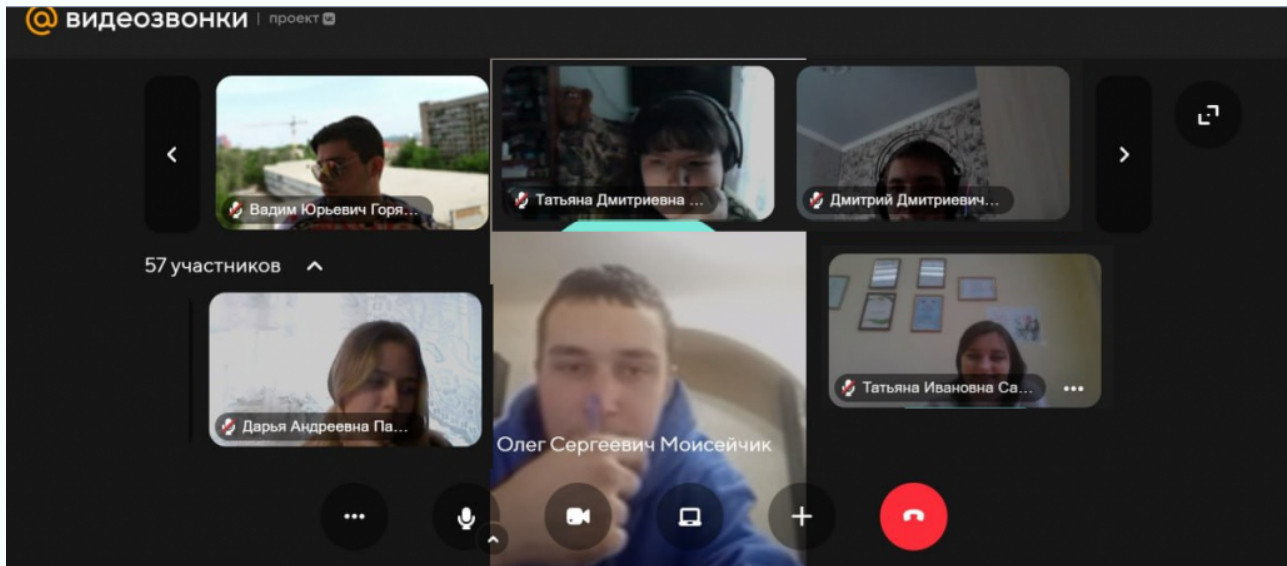 @ видеозвонки | проект
Вадим Юрьевич Горя...
Татьяна Дмитриевна ...
Дмитрий Дмитриевич...
57 участников
Дарья Андреевна Па...
Олег Сергеевич Моисейчик
Татьяна Ивановна Са...